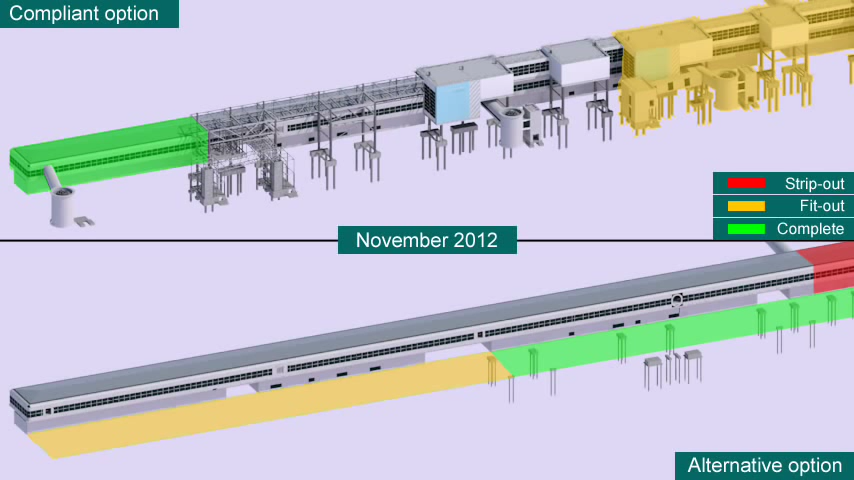 Compliant option
Strip-out
Fit-out
Complete
November 2012
Alternative option